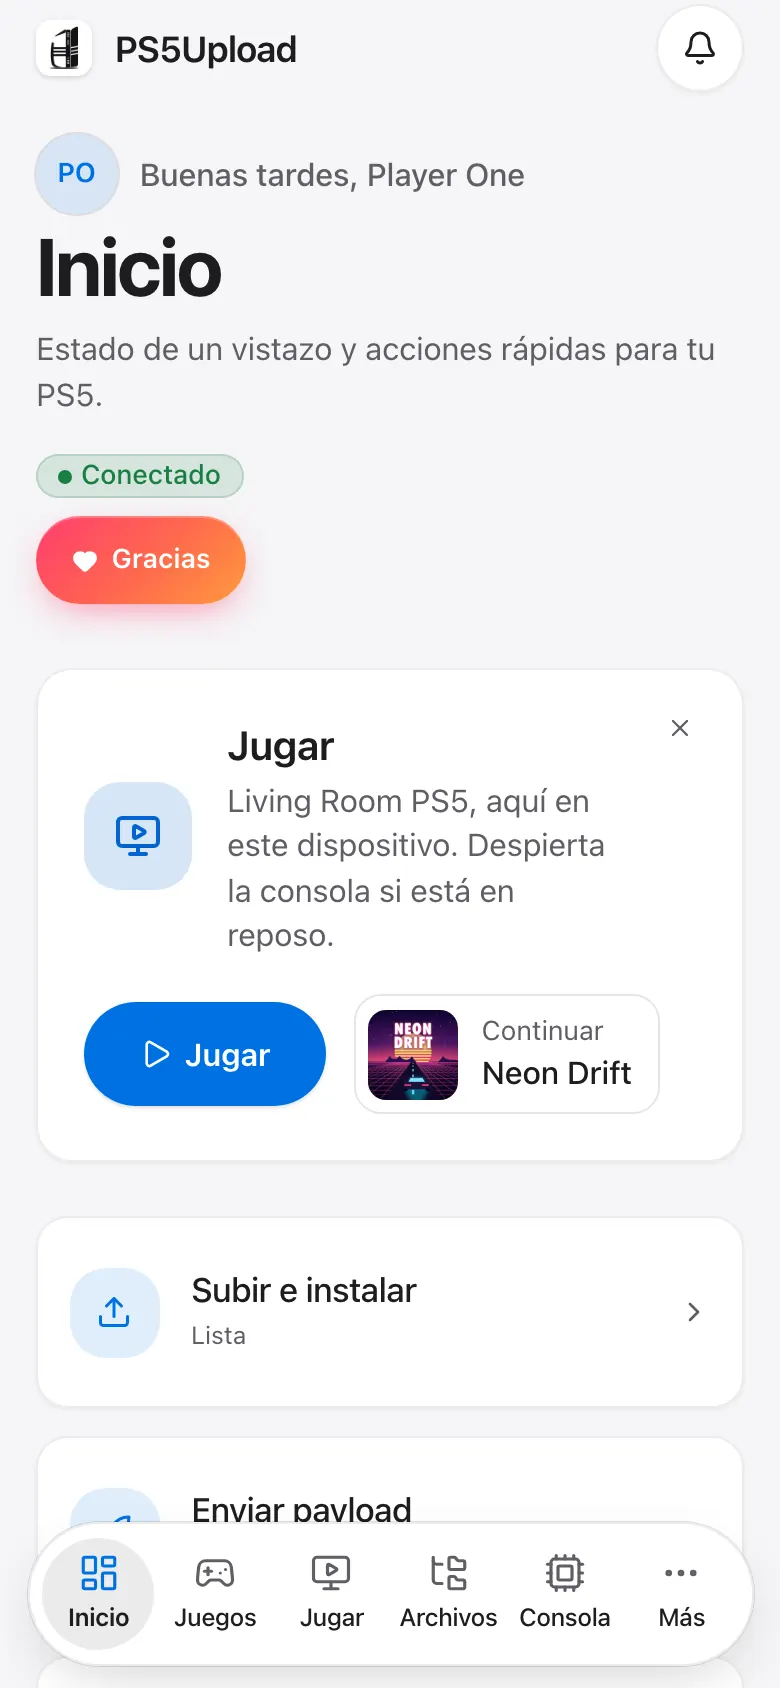 PS5Upload
PO
Buenas tardes, Player One
Inicio
Estado de un vistazo y acciones rápidas para tu
PS5.
Conectado
Gracias
Jugar
Living Room PS5, aquí en
este dispositivo. Despierta
la consola si está en
reposo.
Jugar
NEON
DRIFT
Continuar
Neon Drift
Subir e instalar
Lista
Enviar payload
Inicio
Juegos
Jugar
Archivos
Consola
Más